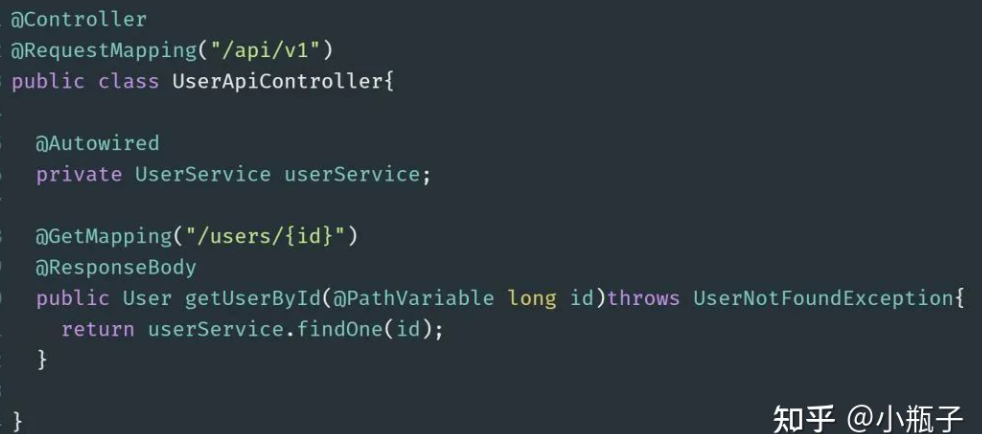 @Controller
@RequestMapping("/api/v1")
public class UserApiController{
@Autowired
private UserService userService;
@GetMapping("/users/{id}")
@ResponseBody
public User getUserById(@PathVariable long id)throws UserNotFoundException{
return userService.findOne(id);
}
}
知乎 @小瓶子